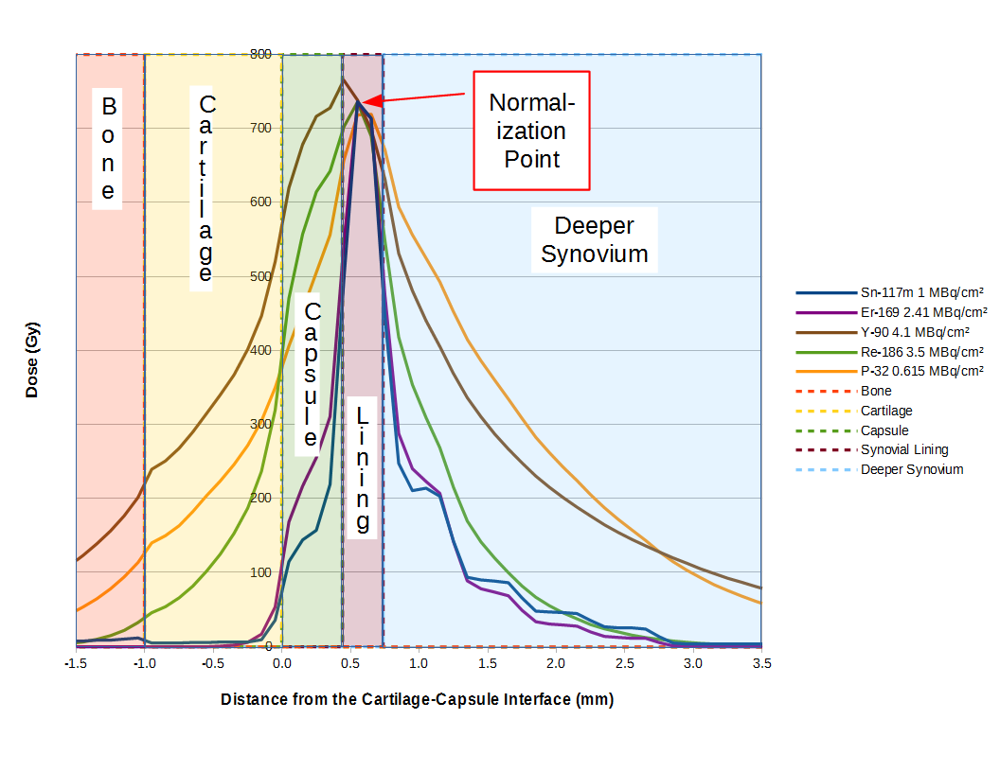 800
700
600
500
400
300
200
100
0
-1.5 -1.0 -0.5 0.0 0.5 1.0 1.5 2.0 2.5 3.0 3.5
Dose (Gy)
Distance from the Cartilage-Capsule Interface (mm)
Bone
Cartilage
Capsule
Lining
Normal-
ization
Point
Deeper
Synovium
Sn-117m 1 MBq/cm²
Er-169 2.41 MBq/cm²
Y-90 4.1 MBq/cm²
Re-186 3.5 MBq/cm²
P-32 0.615 MBq/cm²
Bone
Cartilage
Capsule
Synovial Lining
Deeper Synovium